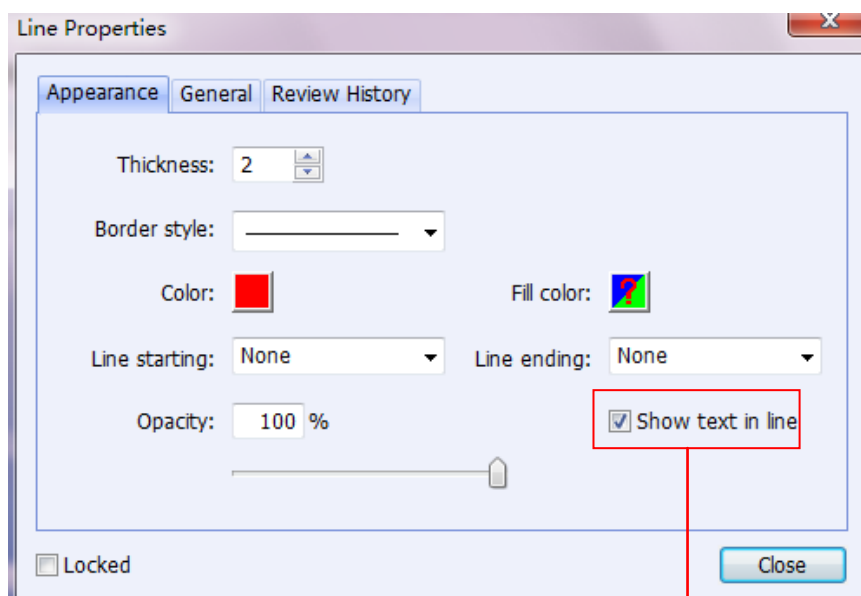 Line Properties
Appearance General Review History
Thickness: 2
Border style:
Color: Fill color: ?
Line starting: None Line ending: None
Opacity: 100 % Show text in line
Locked Close